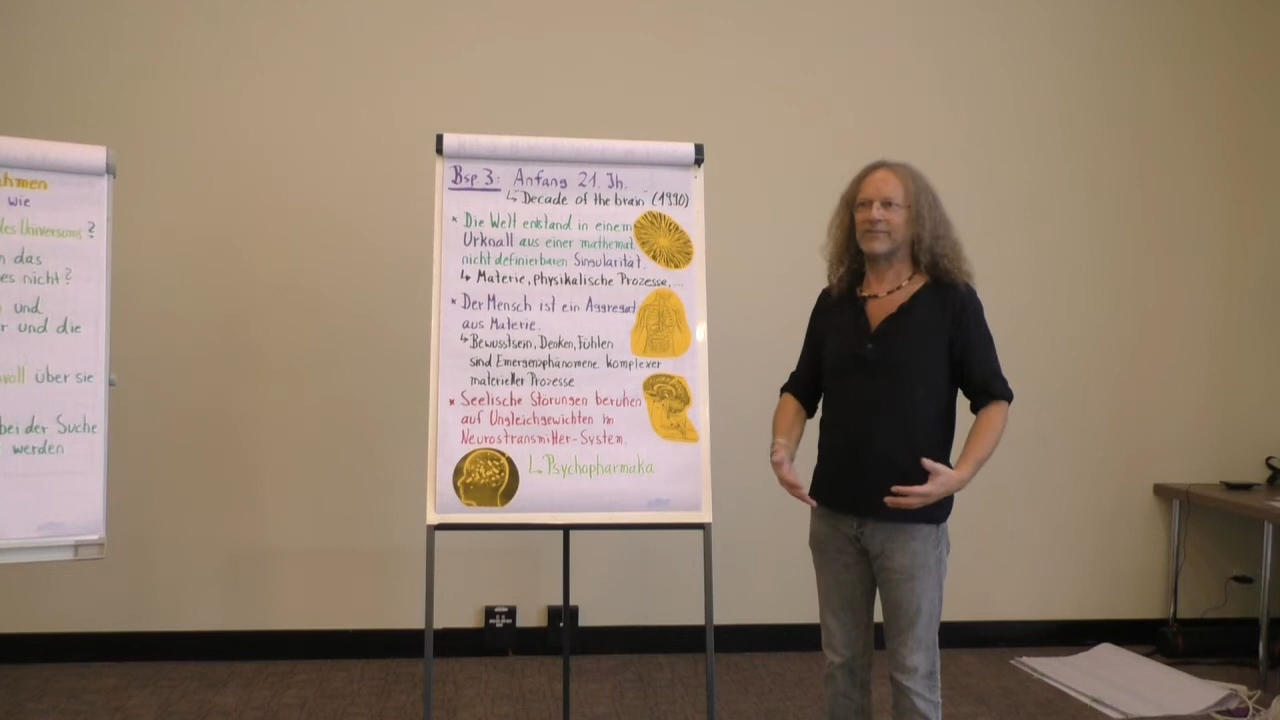 ahmen
wie
des Universums?
n das
es nicht?
und
r und die
voll über sie
bei der Suche
werden
Bsp 3: Anfang 21. Jh.
↳ "Decade of the brain" (1990)
* Die Welt entstand in einem
Urknall aus einer mathemat.
nicht definierbaren Singularität.
↳ Materie, physikalische Prozesse,...
* Der Mensch ist ein Aggregat
aus Materie.
↳ Bewusstsein, Denken, Fühlen
sind Emergenzphänomene komplexer
materieller Prozesse
* Seelische Störungen beruhen
auf Ungleichgewichten im
Neurostransmitter-System.
↳ Psychopharmaka